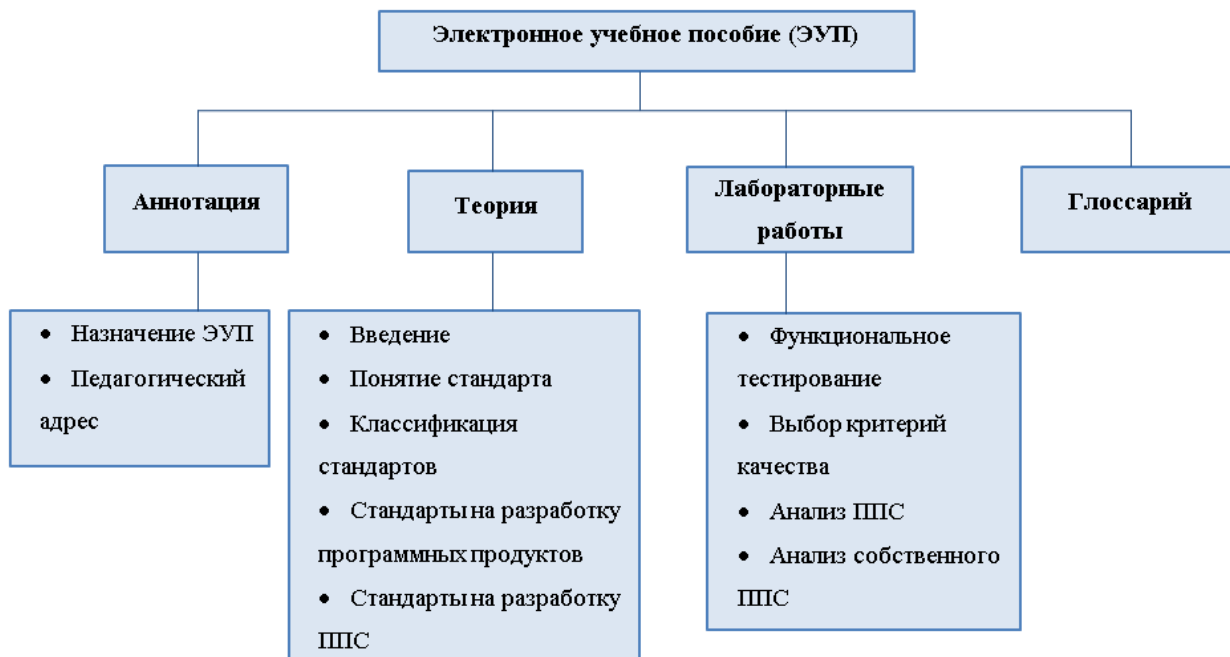 Электронное учебное пособие (ЭУП)
Аннотация
Теория
Лабораторные
работы
Глоссарий
• Назначение ЭУП
• Педагогический
адрес
• Введение
• Понятие стандарта
• Классификация
стандартов
• Стандарты на разработку
программных продуктов
• Стандарты на разработку
ППС
• Функциональное
тестирование
• Выбор критерий
качества
• Анализ ППС
• Анализ собственного
ППС